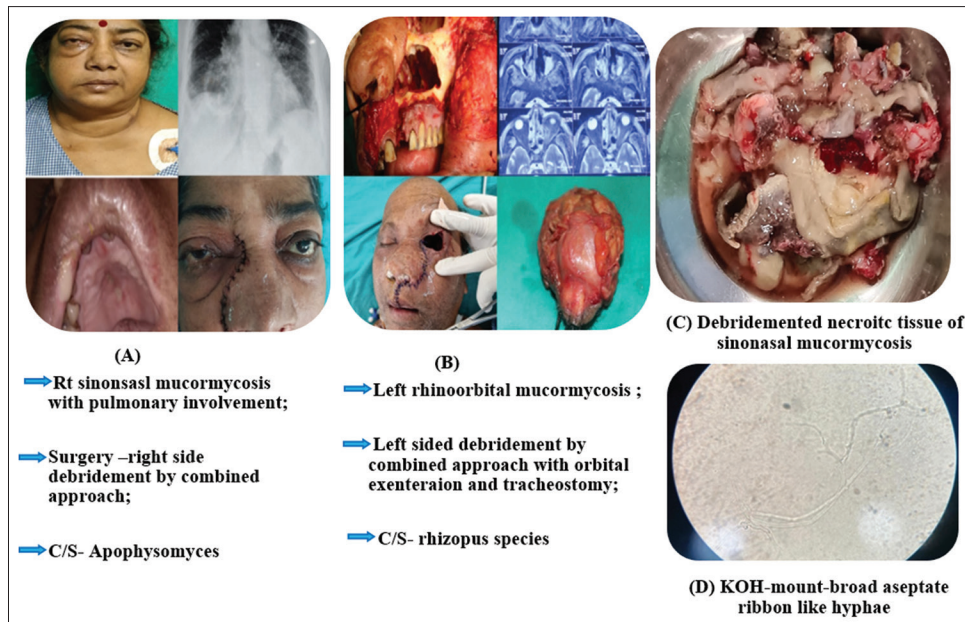 (A)
Rt sinonsasl mucormycosis
with pulmonary involvement;
Surgery –right side
debridement by combined
approach;
C/S- Apophysomyces
(B)
Left rhinoorbital mucormycosis ;
Left sided debridement by
combined approach with orbital
exenteraion and tracheostomy;
C/S- rhizopus species
(C) Debridemented necroitc tissue of
sinonasal mucormycosis
(D) KOH-mount-broad aseptate
ribbon like hyphae